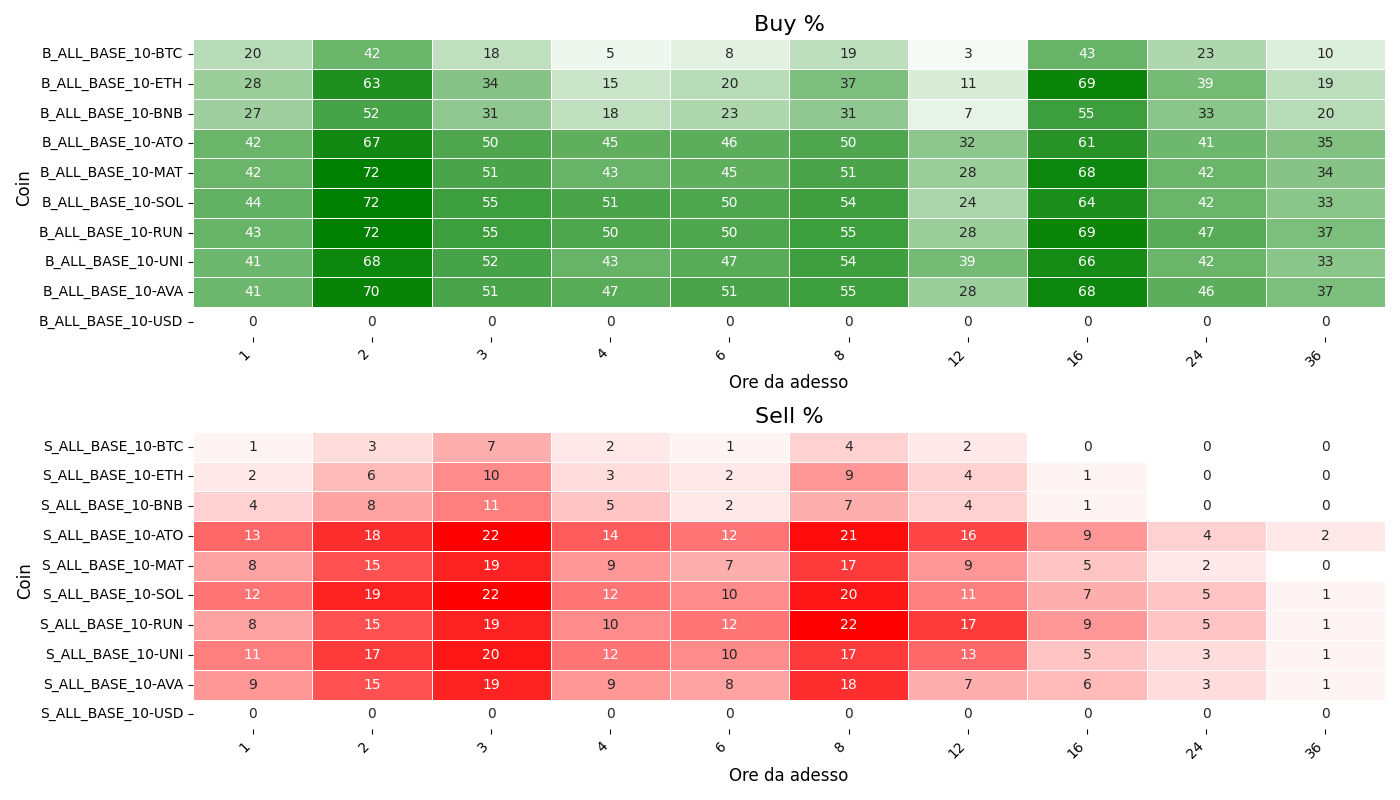 Buy %
Coin
B_ALL_BASE_10-BTC 20 42 18 5 8 19 3 43 23 10
B_ALL_BASE_10-ETH 28 63 34 15 20 37 11 69 39 19
B_ALL_BASE_10-BNB 27 52 31 18 23 31 7 55 33 20
B_ALL_BASE_10-ATO 42 67 50 45 46 50 32 61 41 35
B_ALL_BASE_10-MAT 42 72 51 43 45 51 28 68 42 34
B_ALL_BASE_10-SOL 44 72 55 51 50 54 24 64 42 33
B_ALL_BASE_10-RUN 43 72 55 50 50 55 28 69 47 37
B_ALL_BASE_10-UNI 41 68 52 43 47 54 39 66 42 33
B_ALL_BASE_10-AVA 41 70 51 47 51 55 28 68 46 37
B_ALL_BASE_10-USD 0 0 0 0 0 0 0 0 0 0
1 2 3 4 6 8 12 16 24 36
Ore da adesso
Sell %
Coin
S_ALL_BASE_10-BTC 1 3 7 2 1 4 2 0 0 0
S_ALL_BASE_10-ETH 2 6 10 3 2 9 4 1 0 0
S_ALL_BASE_10-BNB 4 8 11 5 2 7 4 1 0 0
S_ALL_BASE_10-ATO 13 18 22 14 12 21 16 9 4 2
S_ALL_BASE_10-MAT 8 15 19 9 7 17 9 5 2 0
S_ALL_BASE_10-SOL 12 19 22 12 10 20 11 7 5 1
S_ALL_BASE_10-RUN 8 15 19 10 12 22 17 9 5 1
S_ALL_BASE_10-UNI 11 17 20 12 10 17 13 5 3 1
S_ALL_BASE_10-AVA 9 15 19 9 8 18 7 6 3 1
S_ALL_BASE_10-USD 0 0 0 0 0 0 0 0 0 0
1 2 3 4 6 8 12 16 24 36
Ore da adesso